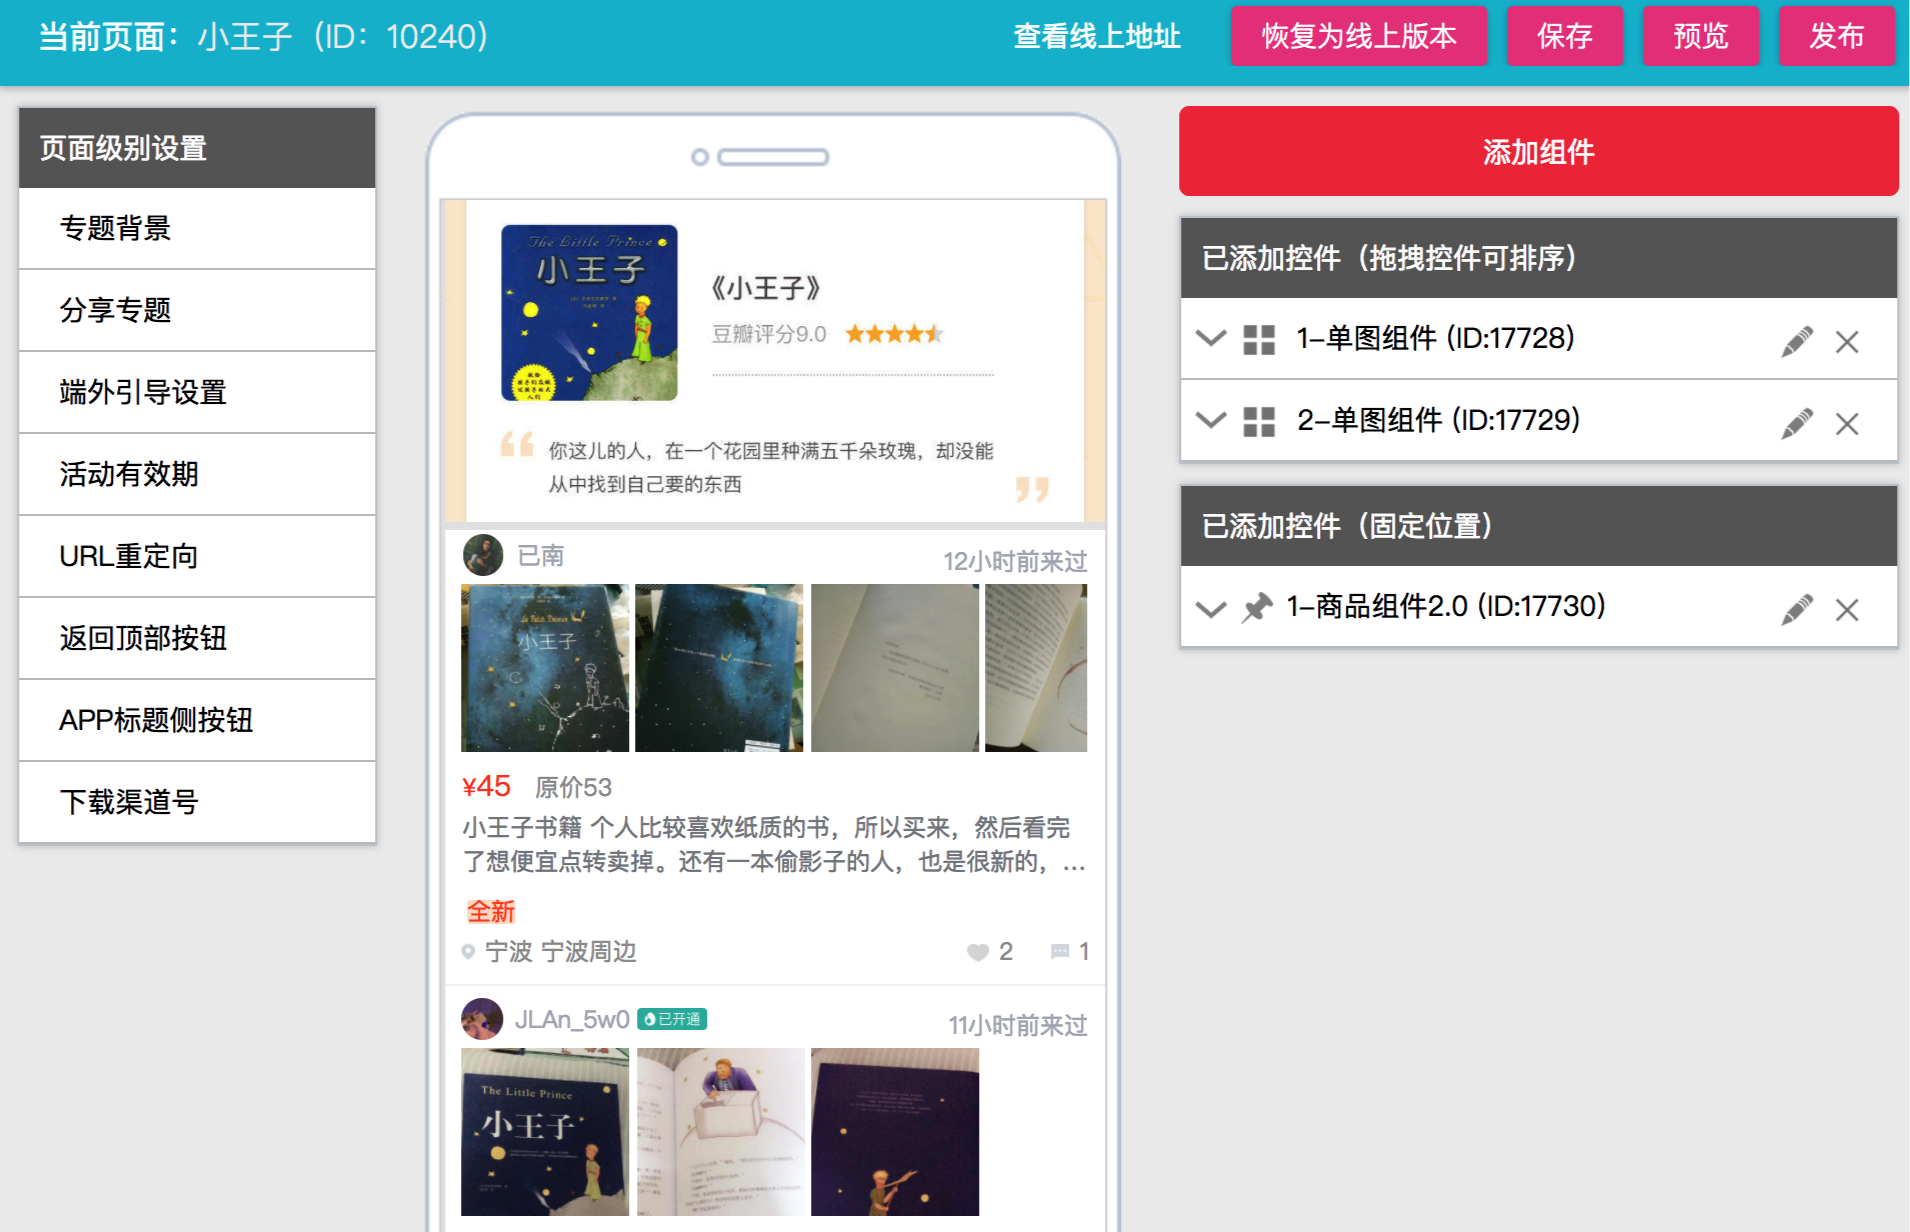 当前页面：小王子（ID：10240）
查看线上地址
恢复为线上版本
保存
预览
发布
页面级别设置
专题背景
分享专题
端外引导设置
活动有效期
URL重定向
返回顶部按钮
APP标题侧按钮
下载渠道号
The Little Prince
小王子
《小王子》
豆瓣评分9.0
“ 你这儿的人，在一个花园里种满五千朵玫瑰，却没能
从中找到自己要的东西 ”
已南
12小时前来过
Le Petit Prince
小王子
¥45 原价53
小王子书籍 个人比较喜欢纸质的书，所以买来，然后看完
了想便宜点转卖掉。还有一本偷影子的人，也是很新的，...
全新
宁波 宁波周边
2
1
JLAn_5w0
已开通
11小时前来过
The Little Prince
小王子
添加组件
已添加控件（拖拽控件可排序）
1-单图组件 (ID:17728)
2-单图组件 (ID:17729)
已添加控件（固定位置）
1-商品组件2.0 (ID:17730)